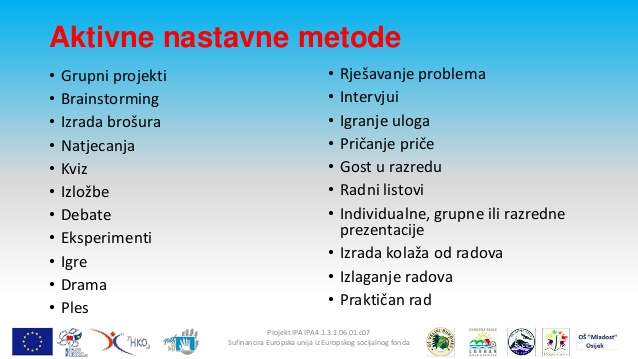 Aktivne nastavne metode
• Grupni projekti
• Brainstorming
• Izrada brošura
• Natjecanja
• Kviz
• Izložbe
• Debate
• Eksperimenti
• Igre
• Drama
• Ples
• Rješavanje problema
• Intervjui
• Igranje uloga
• Pričanje priče
• Gost u razredu
• Radni listovi
• Individualne, grupne ili razredne
prezentacije
• Izrada kolaža od radova
• Izlaganje radova
• Praktičan rad
Projekt IPA IPA4.1.3.1.06.01.c07
Sufinancira Europska unija iz Europskog socijalnog fonda
HKO
OŠ "Mladost"
Osijek